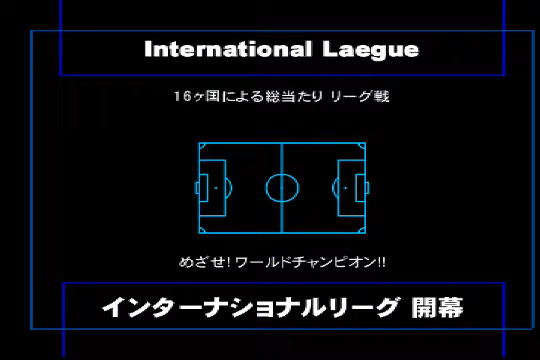 International Laegue
16ヶ国による総当たり リーグ戦
めざせ! ワールドチャンピオン!!
インターナショナルリーグ 開幕